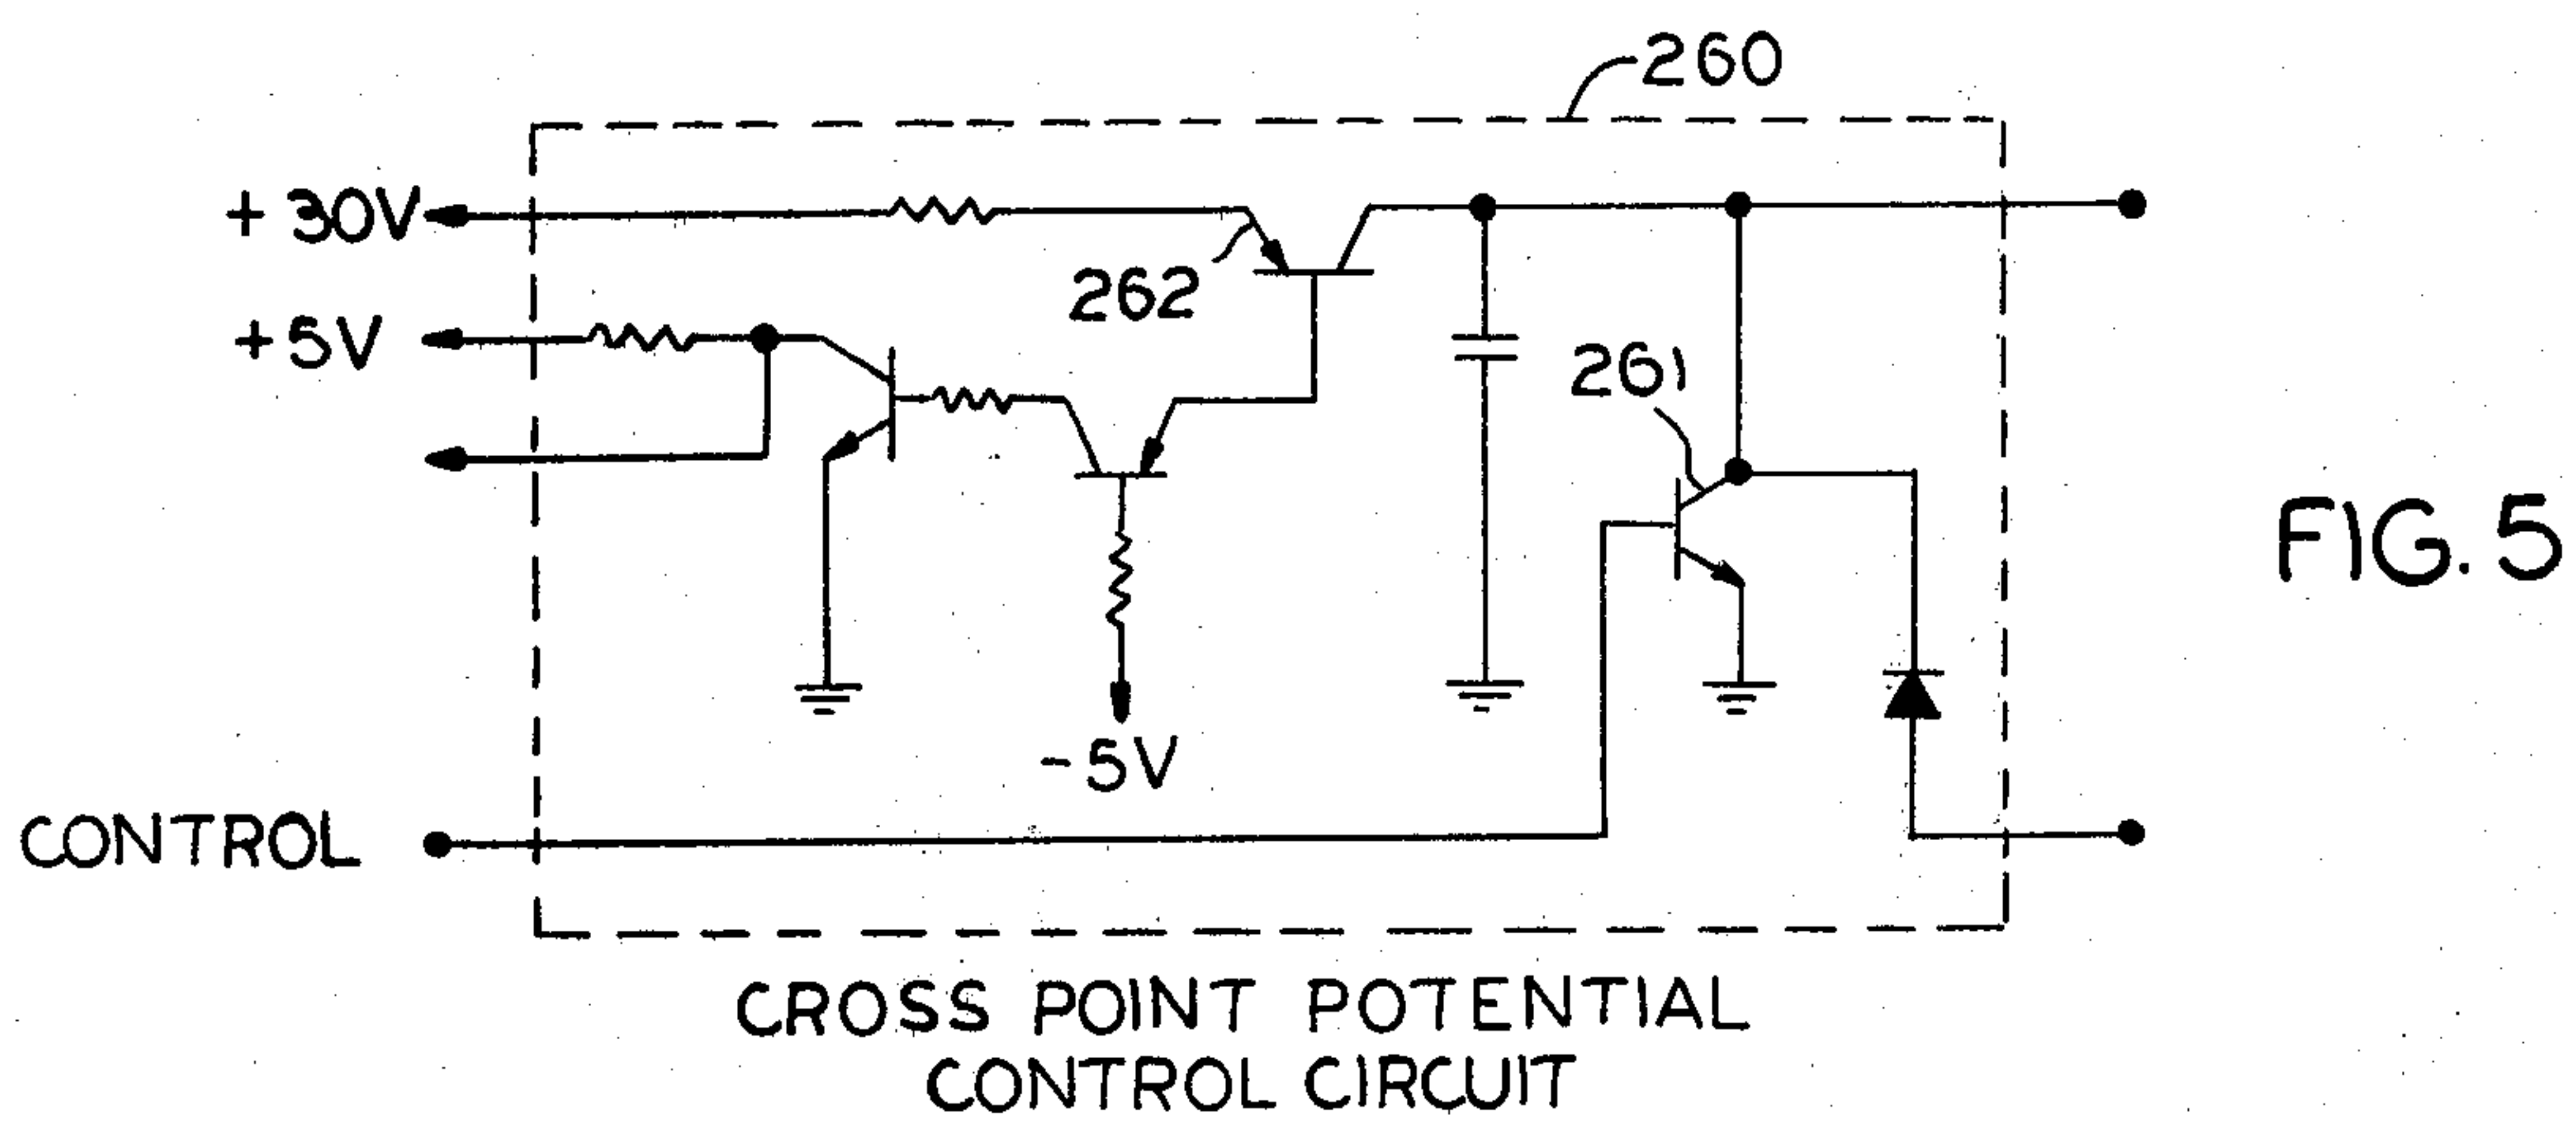 260
+ 30V
262
+5V
261
FIG. 5
-5V
CONTROL
CROSS POINT POTENTIAL
CONTROL CIRCUIT